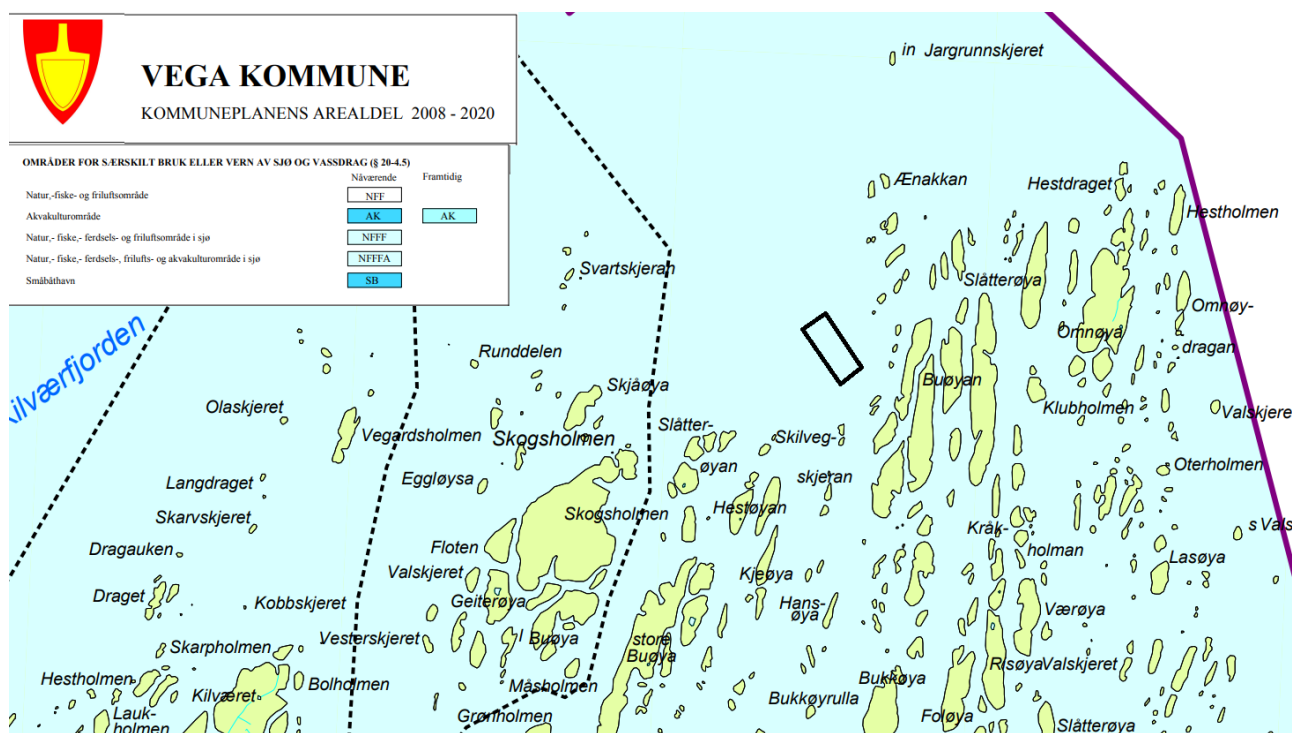 VEGA KOMMUNE
KOMMUNEPLANENS AREALDEL 2008 - 2020
OMRÅDER FOR SÆRSKILT BRUK ELLER VERN AV SJØ OG VASSDRAG (§ 20-4.5)
Nåværende Framtidig
Natur,-fiske- og friluftsområde NFF
Akvakulturområde AK AK
Natur,- fiske,- ferdsels- og friluftsområde i sjø NFFF
Natur,- fiske,- ferdsels-, frilufts- og akvakulturområde i sjø NFFFA
Småbåthavn SB
in Jargrunnskjeret
Ænakkan
Hestdraget
Hestholmen
Svartskjeran
Slåtterøya
Omnøy-
dragan
Omnøya
Kilværfjorden
Runddelen
Skjåøya
Buøyan
Olaskjeret
Vegardsholmen
Skogsholmen
Slåtter-
øyan
Skilveg-
skjeran
Klubholmen
Valskjere
Oterholmen
Langdraget
Eggløysa
Skarvskjeret
Skogsholmen
Hestøyan
Kråk-
holman
s Vals
Dragauken
Floten
Lasøya
Valskjeret
Kjeøya
Draget
Kobbskjeret
Geiterøya
Hans-
øya
Værøya
Skarpholmen
Vesterskjeret
l Buøya
store
Buøya
Risøya
Valskjeret
Hestholmen
Kilværet
Bolholmen
Måsholmen
Bukkøya
Bukkøyrulla
Lauk-
holmen
Grønholmen
Foløya
Slåtterøya